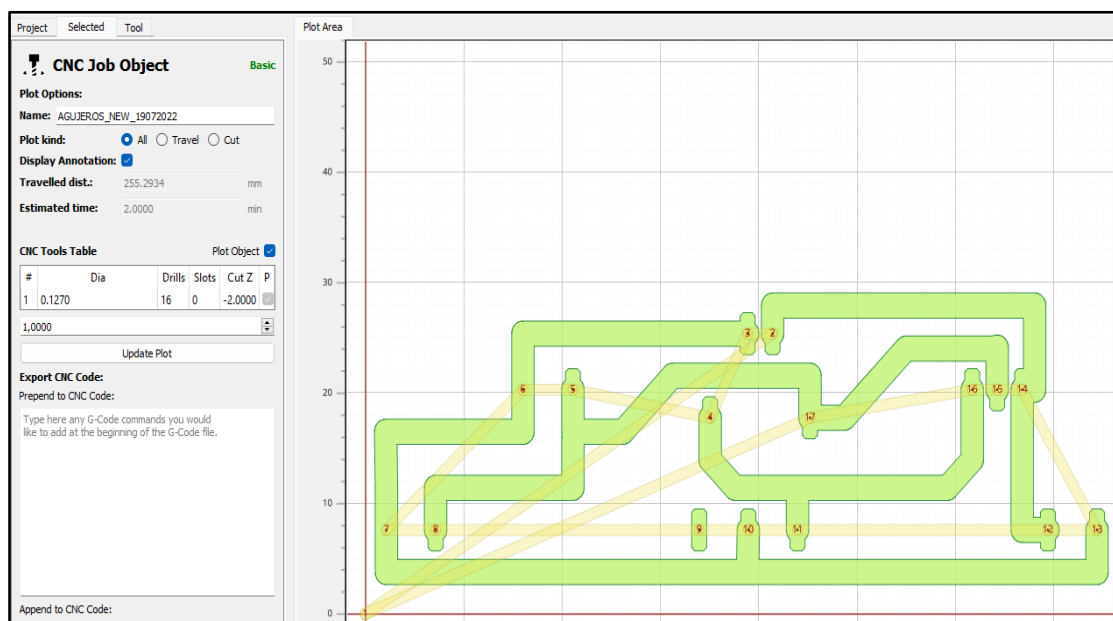 Project Selected Tool
CNC Job Object Basic
Plot Options:
Name: AGUJEROS_NEW_19072022
Plot kind: All Travel Cut
Display Annotation:
Travelled dist.: 255.2934 mm
Estimated time: 2.0000 min
CNC Tools Table Plot Object
# Dia Drills Slots Cut Z P
1 0.1270 16 0 -2.0000
1,0000
Update Plot
Export CNC Code:
Prepend to CNC Code:
Type here any G-Code commands you would
like to add at the beginning of the G-Code file.
Append to CNC Code:
Plot Area
50
40
30
3 2
20 6 5 16 15 14
4 17
10
7 8 9 10 11 12 13
0 1